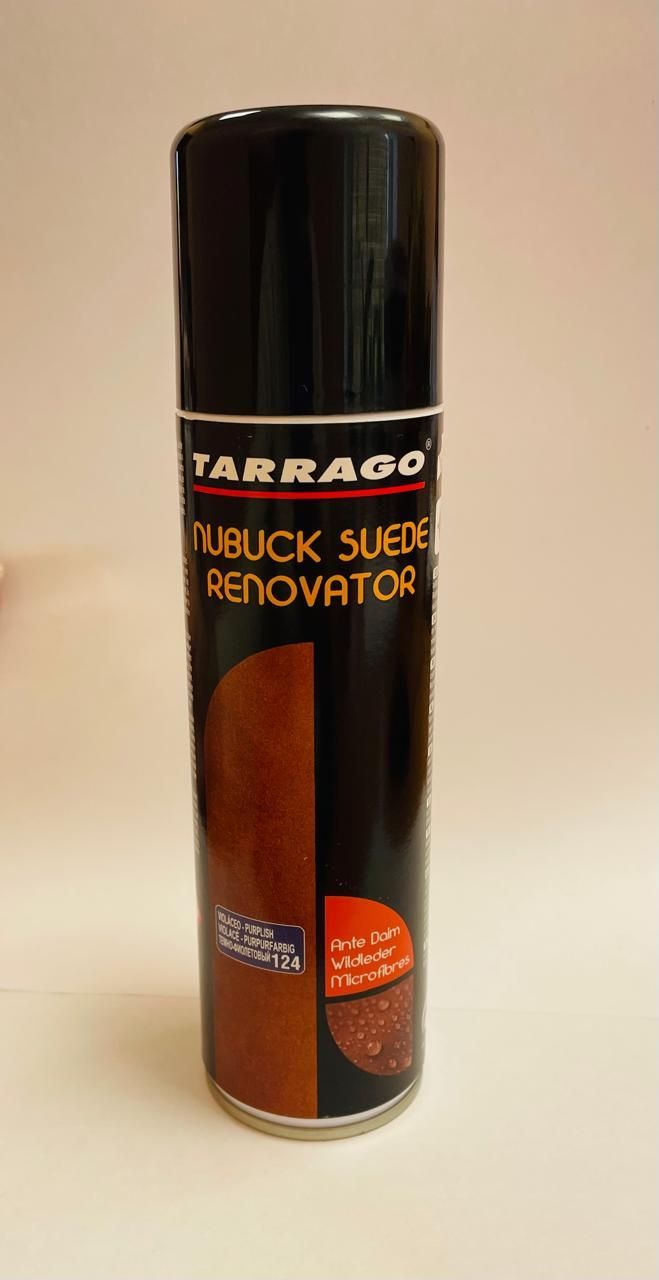 TARRAGO®
NUBUCK SUEDE
RENOVATOR
VIOLÁCEO - PURPLISH
VIOLACÉ - PURPURFARBIG
ТЕМНО-ФИОЛЕТОВЫЙ 124
Ante Daim
Wildleder
Microfibres